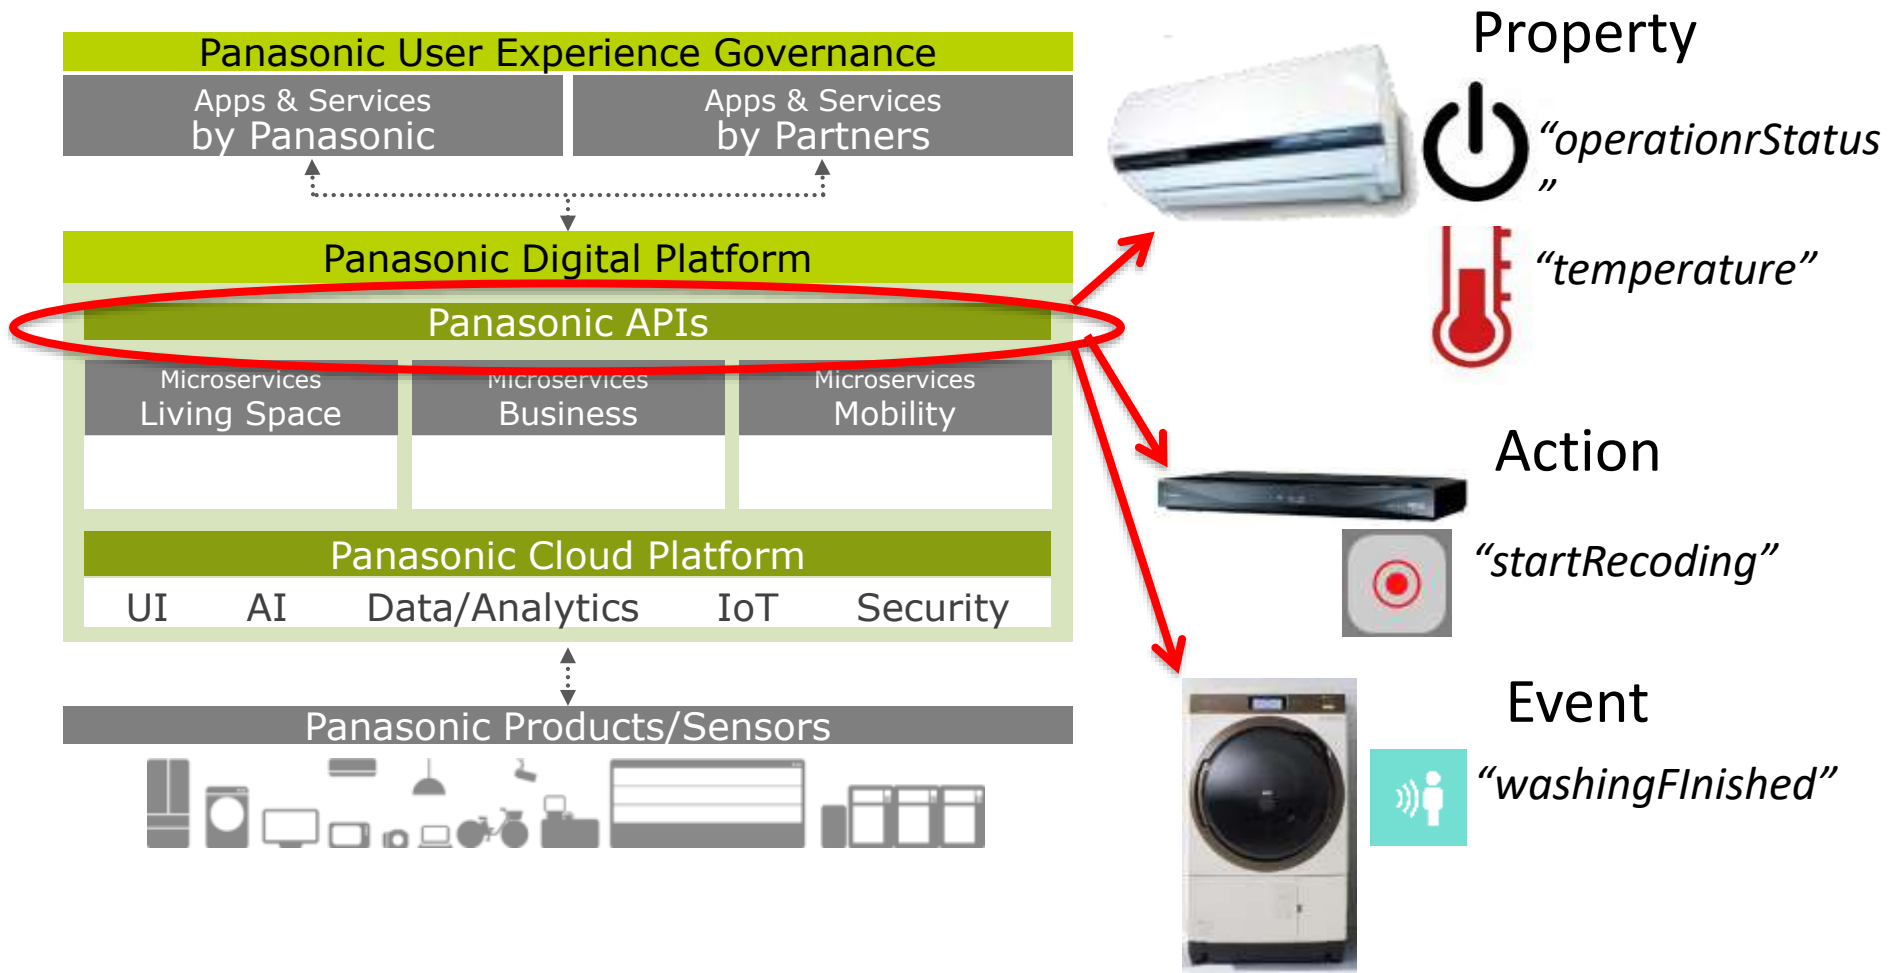 Panasonic User Experience Governance
Apps & Services
by Panasonic
Apps & Services
by Partners
Panasonic Digital Platform
Panasonic APIs
Microservices
Living Space
Microservices
Business
Microservices
Mobility
Panasonic Cloud Platform
UI AI Data/Analytics IoT Security
Panasonic Products/Sensors
Property
“operationrStatus
”
“temperature”
Action
“startRecoding”
Event
“washingFInished”